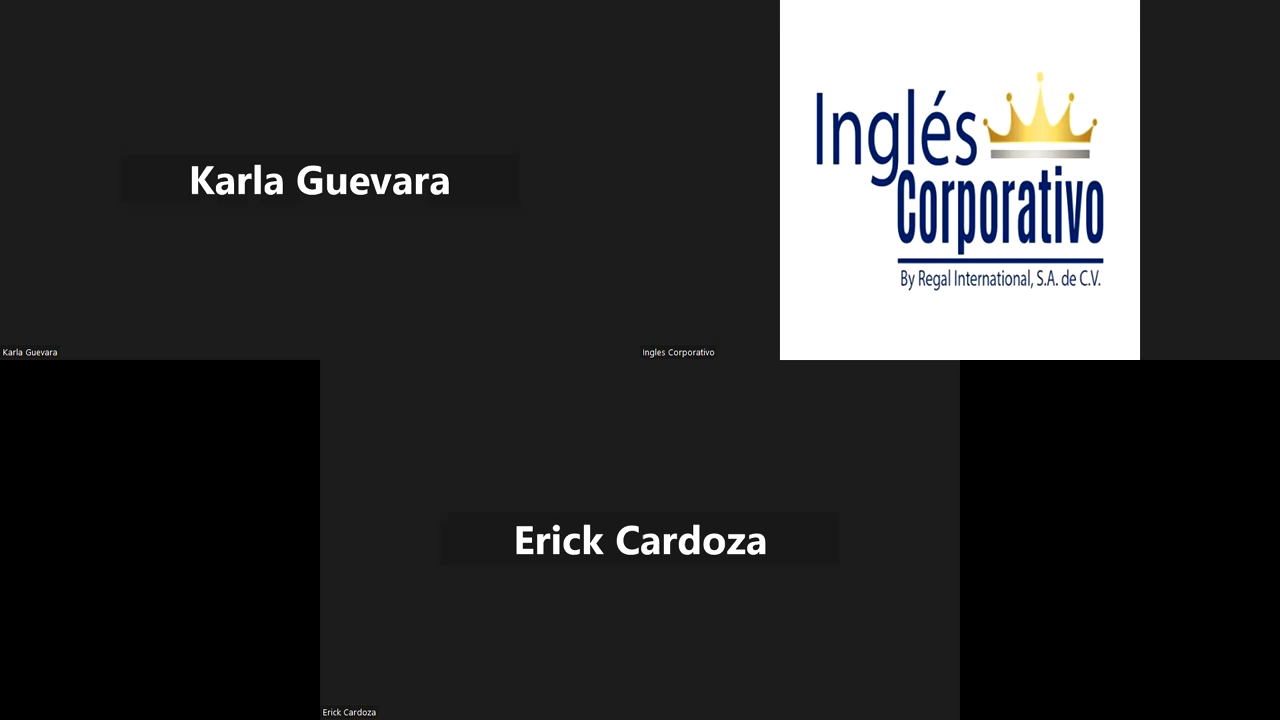 Karla Guevara
Karla Guevara
Inglés
Corporativo
By Regal International, S.A. de C.V.
Ingles Corporativo
Erick Cardoza
Erick Cardoza